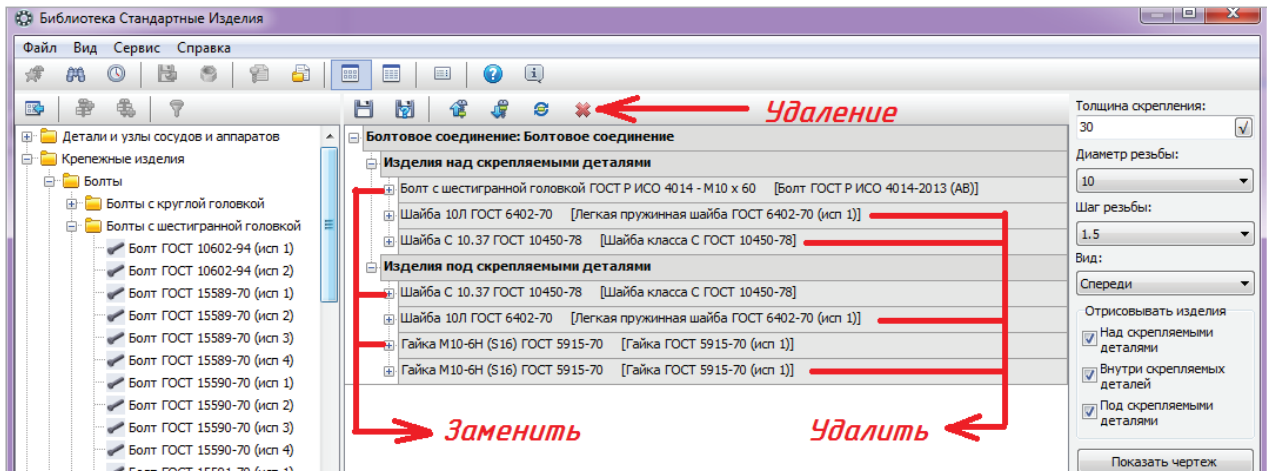 Библиотека Стандартные Изделия
Файл Вид Сервис Справка
Удаление
Детали и узлы сосудов и аппаратов
Крепежные изделия
Болты
Болты с круглой головкой
Болты с шестигранной головкой
Болт ГОСТ 10602-94 (исп 1)
Болт ГОСТ 10602-94 (исп 2)
Болт ГОСТ 15589-70 (исп 1)
Болт ГОСТ 15589-70 (исп 2)
Болт ГОСТ 15589-70 (исп 3)
Болт ГОСТ 15589-70 (исп 4)
Болт ГОСТ 15590-70 (исп 1)
Болт ГОСТ 15590-70 (исп 2)
Болт ГОСТ 15590-70 (исп 3)
Болт ГОСТ 15590-70 (исп 4)
Болтовое соединение: Болтовое соединение
Изделия над скрепляемыми деталями
Болт с шестигранной головкой ГОСТ Р ИСО 4014 - М10 x 60 [Болт ГОСТ Р ИСО 4014-2013 (АВ)]
Шайба 10Л ГОСТ 6402-70 [Легкая пружинная шайба ГОСТ 6402-70 (исп 1)]
Шайба С 10.37 ГОСТ 10450-78 [Шайба класса С ГОСТ 10450-78]
Изделия под скрепляемыми деталями
Шайба С 10.37 ГОСТ 10450-78 [Шайба класса С ГОСТ 10450-78]
Шайба 10Л ГОСТ 6402-70 [Легкая пружинная шайба ГОСТ 6402-70 (исп 1)]
Гайка М10-6Н (S16) ГОСТ 5915-70 [Гайка ГОСТ 5915-70 (исп 1)]
Гайка М10-6Н (S16) ГОСТ 5915-70 [Гайка ГОСТ 5915-70 (исп 1)]
Заменить
Удалить
Толщина скрепления:
30
Диаметр резьбы:
10
Шаг резьбы:
1.5
Вид:
Спереди
Отрисовывать изделия
Над скрепляемыми
деталями
Внутри скрепляемых
деталей
Под скрепляемыми
деталями
Показать чертеж